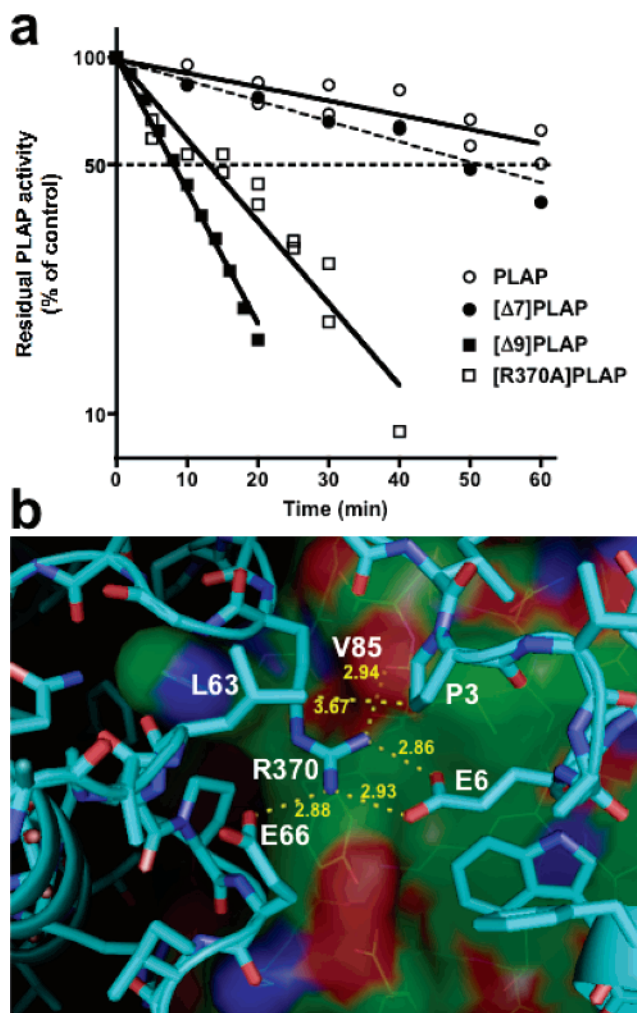 a
Residual PLAP activity
(% of control)
100
50
10
PLAP
[Δ7]PLAP
[Δ9]PLAP
[R370A]PLAP
0 10 20 30 40 50 60
Time (min)
b
V85
2.94
L63
3.67
P3
R370
2.86
E6
2.93
2.88
E66